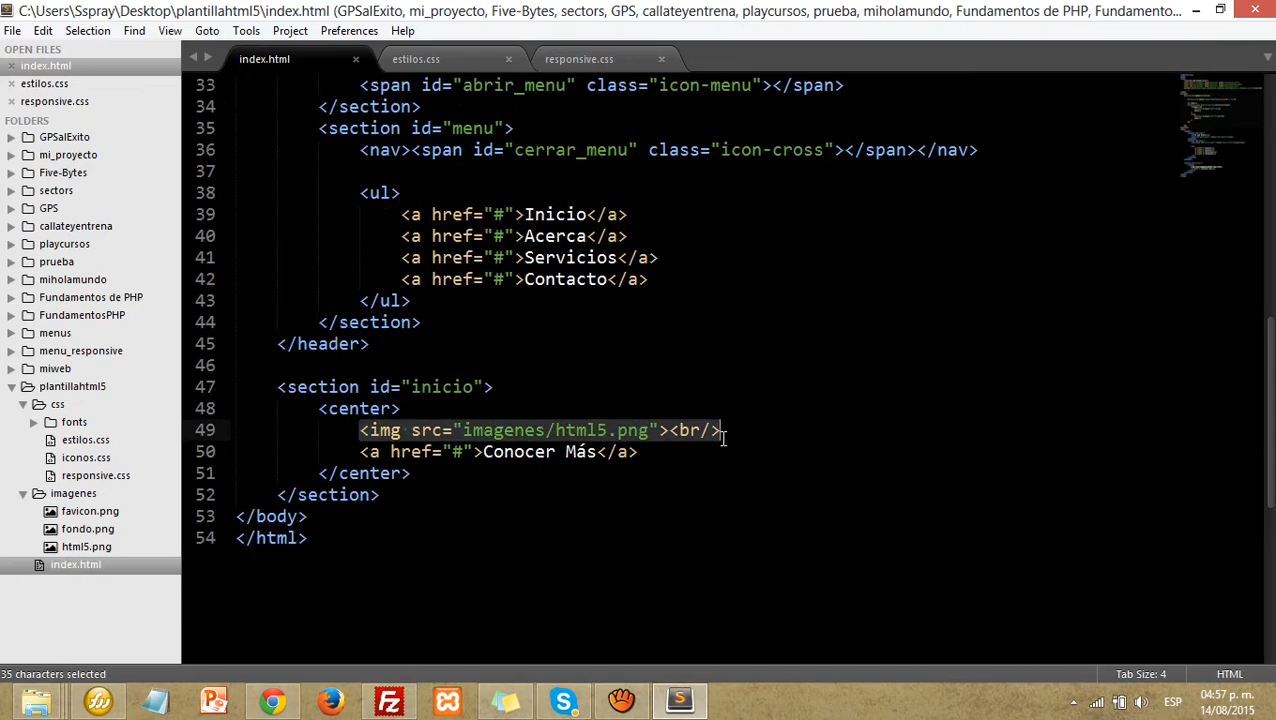 C:\Users\Sspray\Desktop\plantillahtml5\index.html (GPSalExito, mi_proyecto, Five-Bytes, sectors, GPS, callateyentrena, playcursos, prueba, miholamundo, Fundamentos de PHP, Fundamento...
File Edit Selection Find View Goto Tools Project Preferences Help
OPEN FILES
index.html
estilos.css
responsive.css
FOLDERS
GPSalExito
mi_proyecto
Five-Bytes
sectors
GPS
callateyentrena
playcursos
prueba
miholamundo
Fundamentos de PHP
FundamentosPHP
menus
menu_responsive
miweb
plantillahtml5
css
fonts
estilos.css
iconos.css
responsive.css
imagenes
favicon.png
fondo.png
html5.png
index.html
index.html estilos.css responsive.css
33 <span id="abrir_menu" class="icon-menu"></span>
34 </section>
35 <section id="menu">
36 <nav><span id="cerrar_menu" class="icon-cross"></span></nav>
37
38 <ul>
39 <a href="#">Inicio</a>
40 <a href="#">Acerca</a>
41 <a href="#">Servicios</a>
42 <a href="#">Contacto</a>
43 </ul>
44 </section>
45 </header>
46
47 <section id="inicio">
48 <center>
49 <img src="imagenes/html5.png"><br/>
50 <a href="#">Conocer Más</a>
51 </center>
52 </section>
53 </body>
54 </html>
35 characters selected
Tab Size: 4
HTML
ESP
04:57 p. m.
14/08/2015